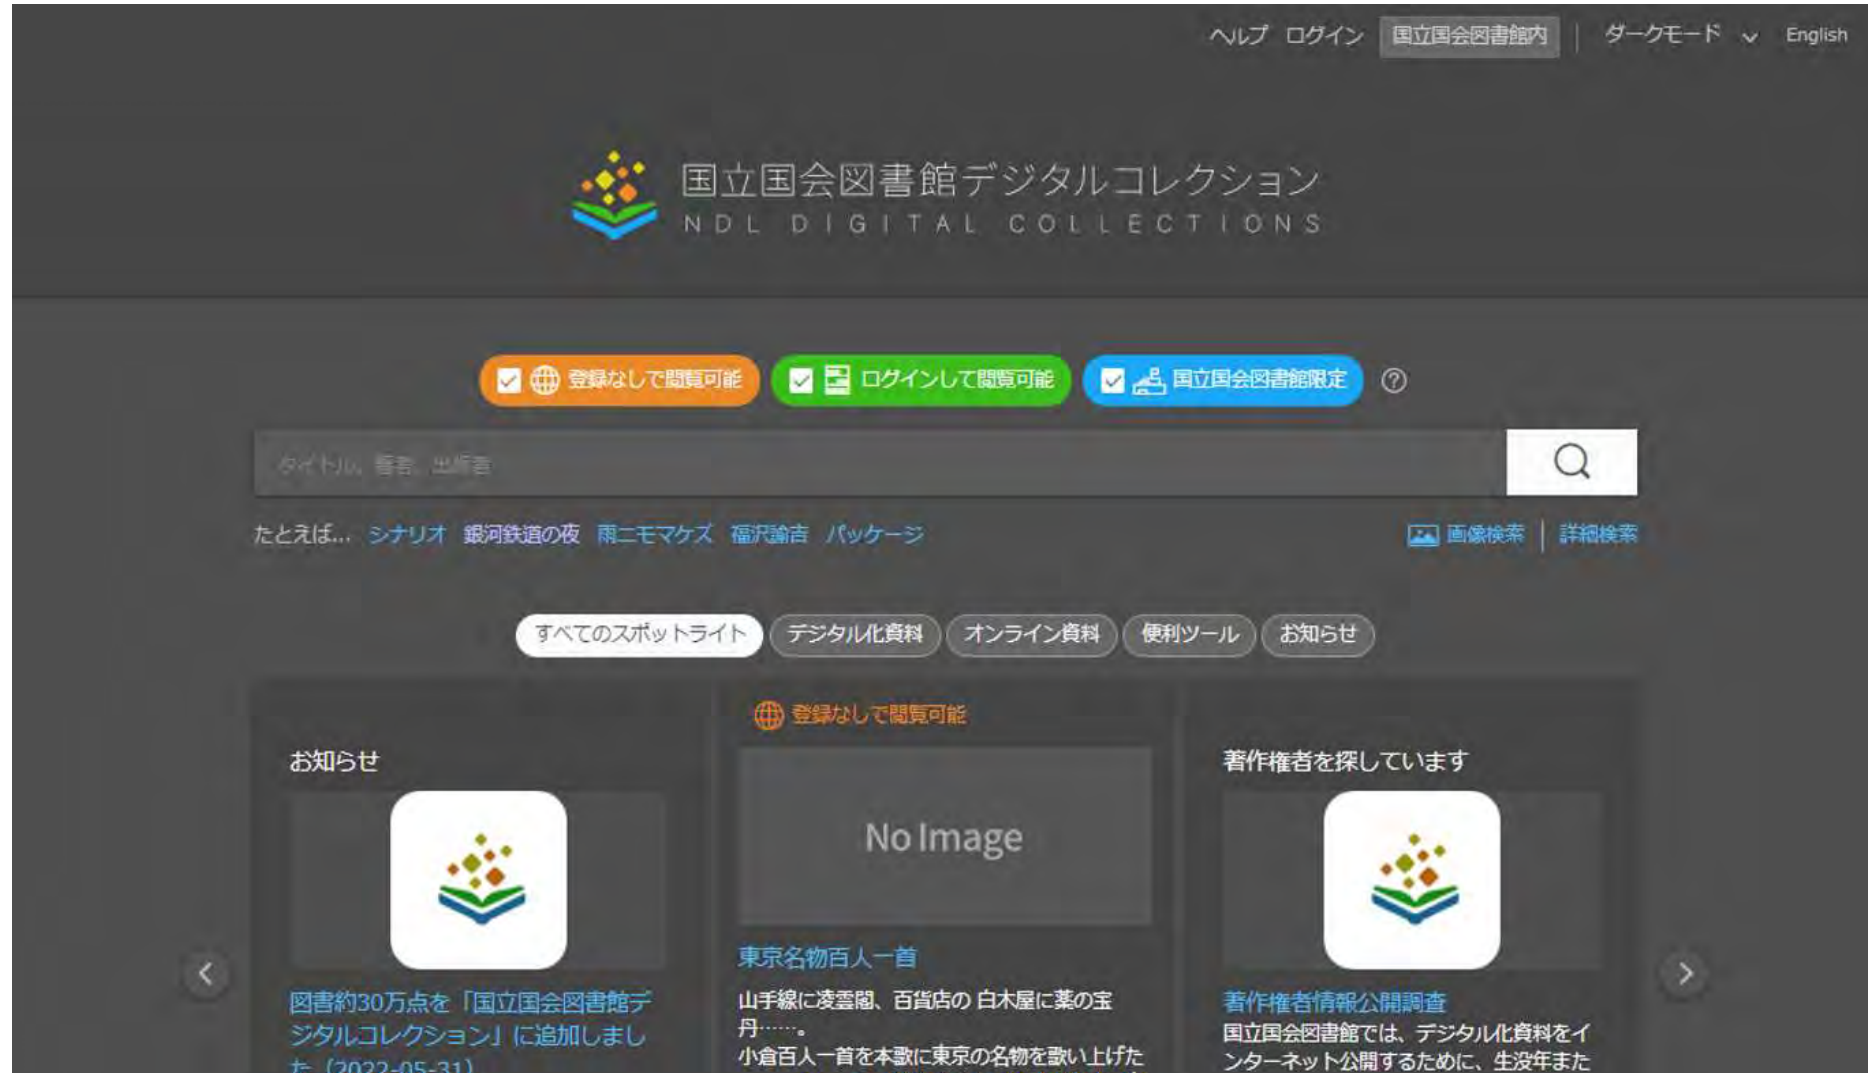 ヘルプ ログイン 国立国会図書館内 ダークモード English
国立国会図書館デジタルコレクション
NDL DIGITAL COLLECTIONS
登録なしで閲覧可能 ログインして閲覧可能 国立国会図書館限定
タイトル、著者、出版者
たとえば... シナリオ 銀河鉄道の夜 雨ニモマケズ 福沢諭吉 パッケージ 画像検索 詳細検索
すべてのスポットライト デジタル化資料 オンライン資料 便利ツール お知らせ
お知らせ
図書約30万点を「国立国会図書館デ
ジタルコレクション」に追加しまし
た（2022-05-31）
登録なしで閲覧可能
No Image
東京名物百人一首
山手線に凌雲閣、百貨店の 白木屋に薬の宝
丹……。
小倉百人一首を本歌に東京の名物を歌い上げた
著作権者を探しています
著作権者情報公開調査
国立国会図書館では、デジタル化資料をイ
ンターネット公開するために、生没年また